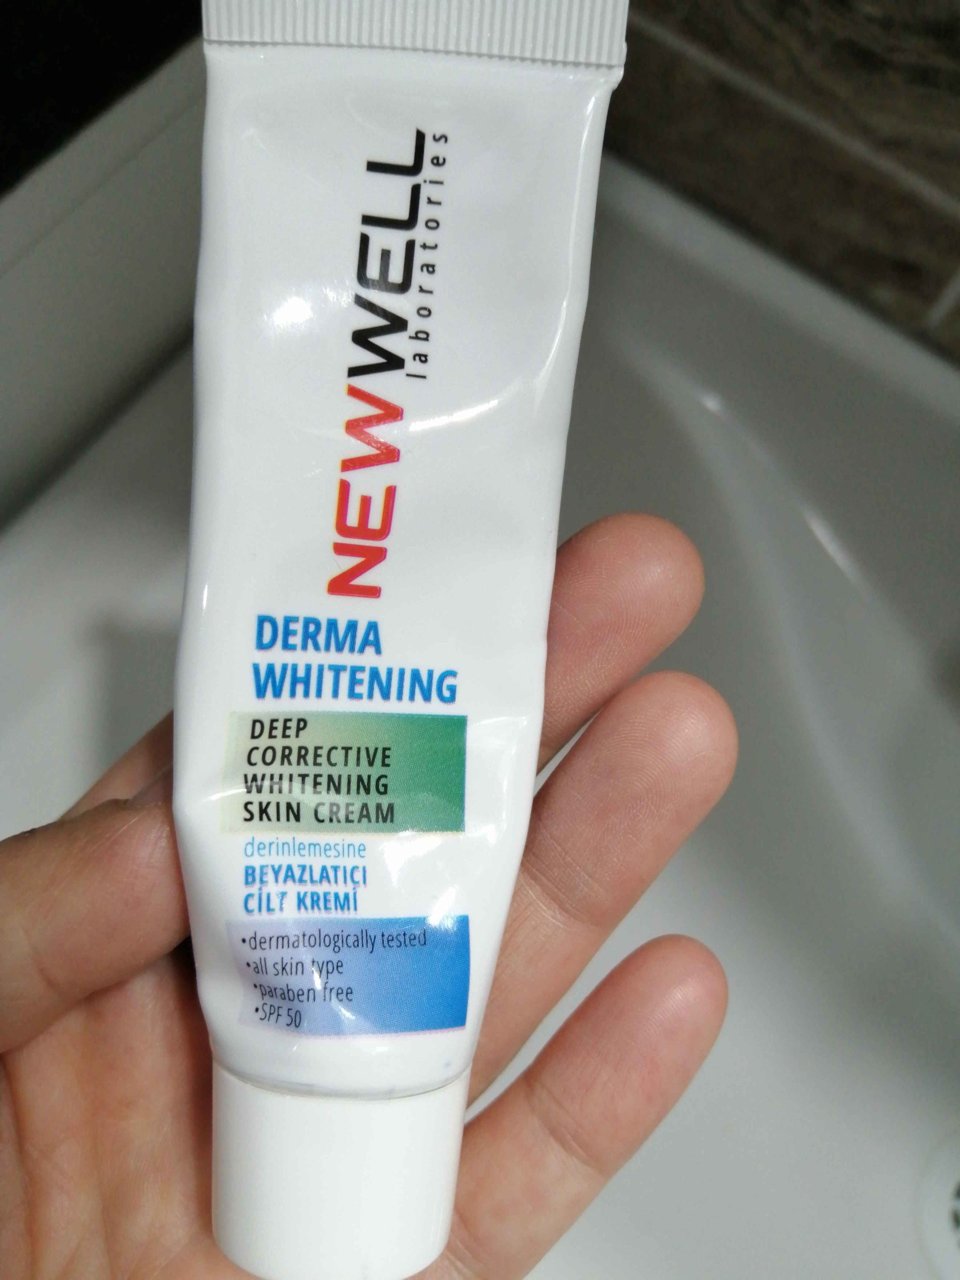 NEWWELL
laboratories
DERMA
WHITENING
DEEP
CORRECTIVE
WHITENING
SKIN CREAM
derinlemesine
BEYAZLATICI
CİLT KREMİ
•dermatologically tested
•all skin type
•paraben free
•SPF 50